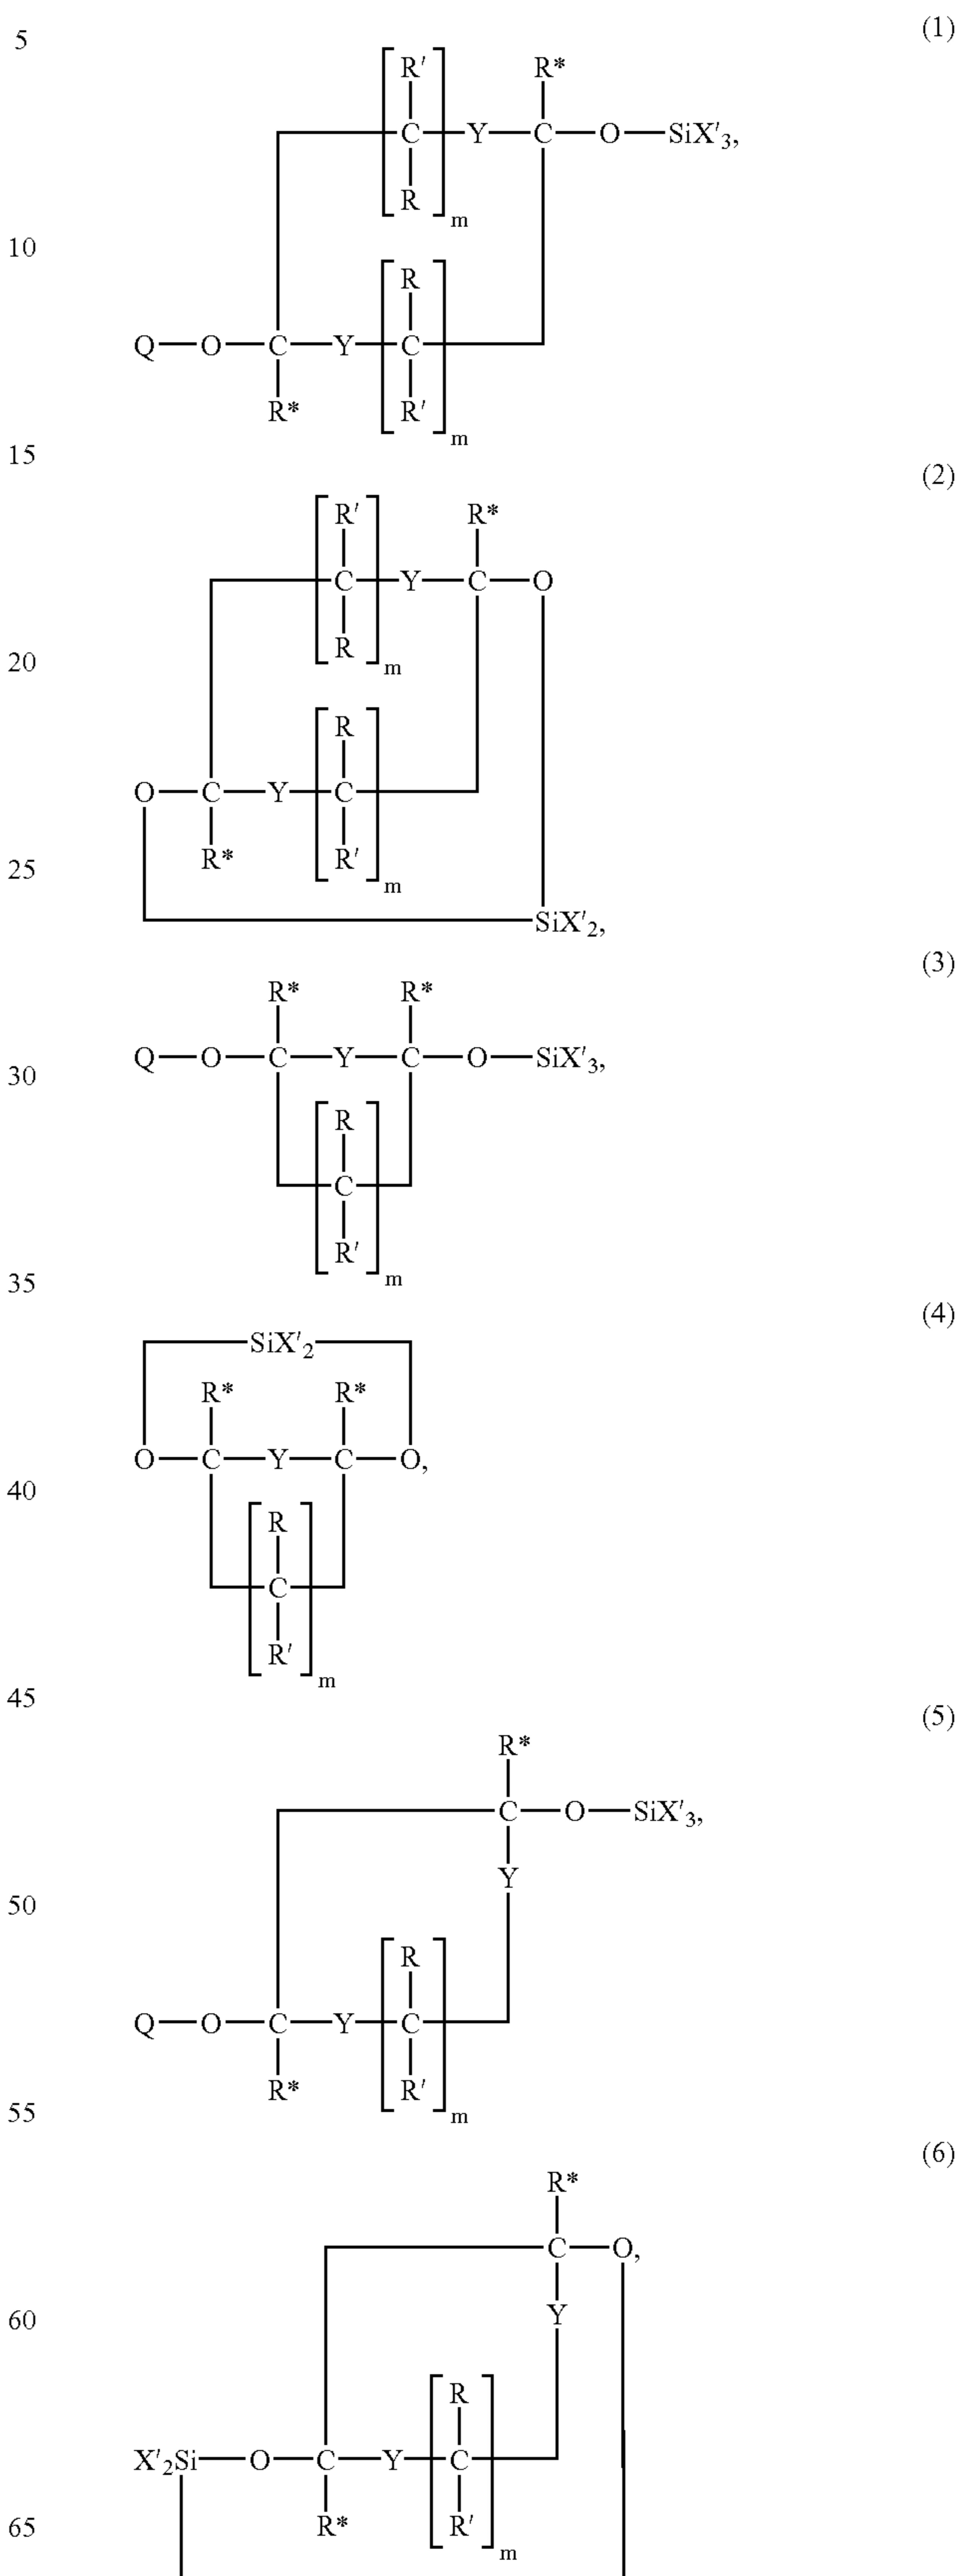 5 (1)
R' R*
C Y C O SiX'3,
R m
10
R
Q O C Y C
R* R' m
15
(2)
R' R*
C Y C O
20 R m
R
O C Y C
25 R* R' m
SiX'2,
(3)
R* R*
30 Q O C Y C O SiX'3,
R
C
R'
35 m
(4)
SiX'2
R* R*
O C Y C O,
40
R
C
R'
m
45
(5)
R*
C O SiX'3,
50 Y
R
Q O C Y C
R* R'
55 m
(6)
R*
C O,
60 Y
R
X'2Si O C Y C
65 R* R'
m